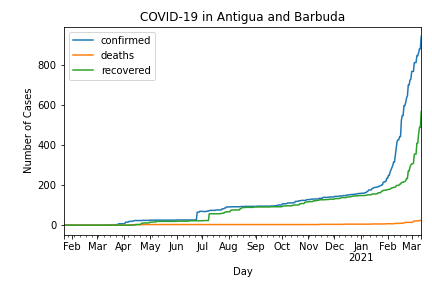 COVID-19 in Antigua and Barbuda
confirmed
deaths
recovered
Number of Cases
800
600
400
200
0
Feb Mar Apr May Jun Jul Aug Sep Oct Nov Dec Jan Feb Mar
2021
Day